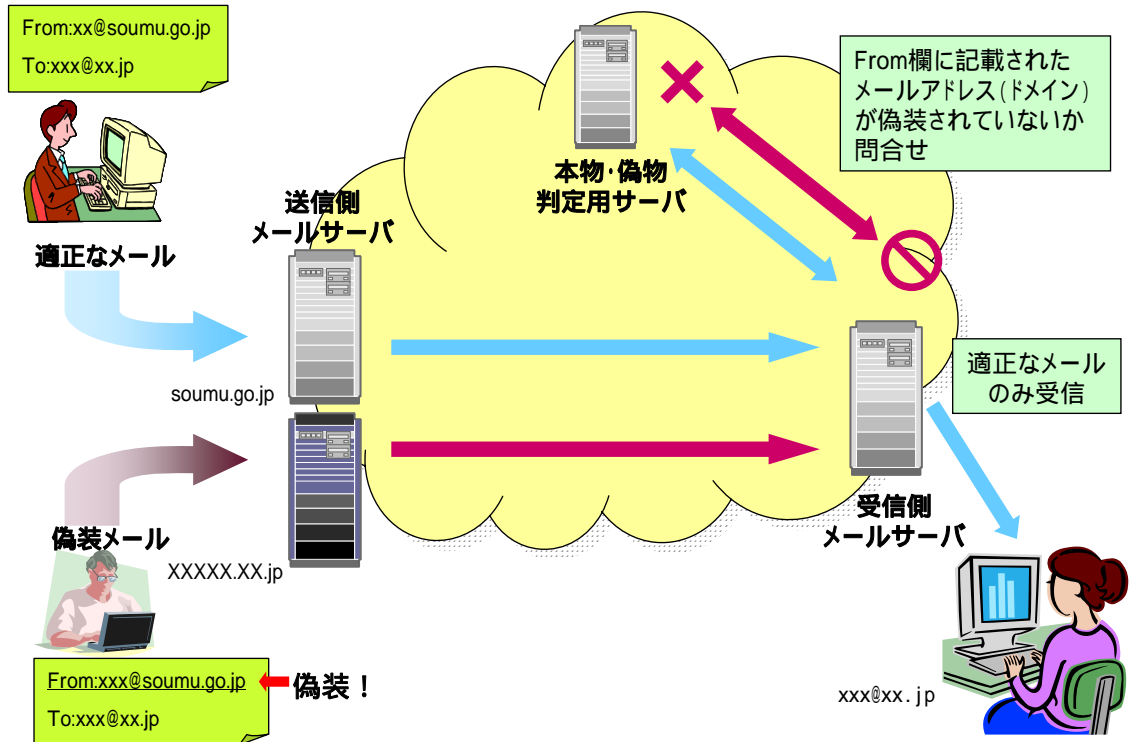 From:xx@soumu.go.jp
To:xxx@xx.jp
適正なメール
送信側
メールサーバ
soumu.go.jp
本物・偽物
判定用サーバ
From欄に記載された
メールアドレス(ドメイン)
が偽装されていないか
問合せ
適正なメール
のみ受信
偽装メール
XXXXX.XX.jp
受信側
メールサーバ
From:xxx@soumu.go.jp
偽装！
To:xxx@xx.jp
xxx@xx.jp